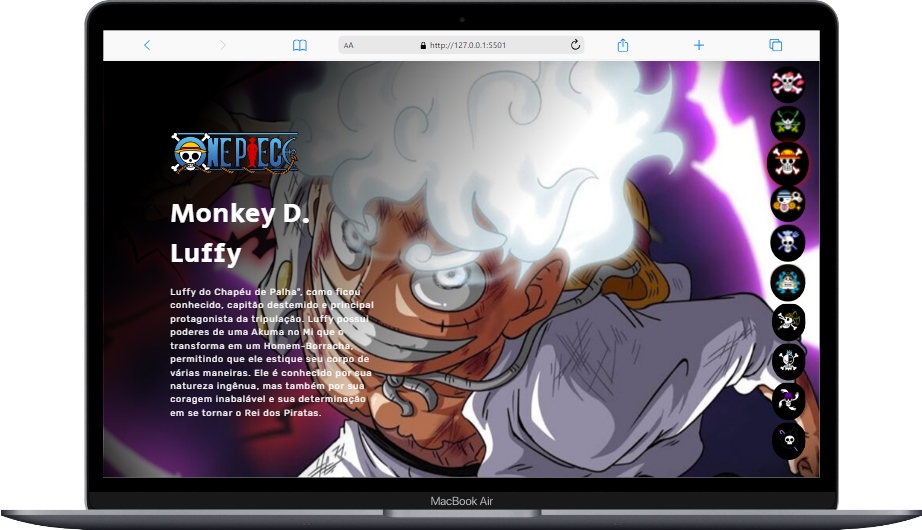 AA
http://127.0.0.1:5501
ONE PIECE
Monkey D.
Luffy
Luffy do Chapéu de Palha", como ficou
conhecido, capitão destemido e principal
protagonista da tripulação. Luffy possui
poderes de uma Akuma no Mi que o
transforma em um Homem-Borracha,
permitindo que ele estique seu corpo de
várias maneiras. Ele é conhecido por sua
natureza ingênua, mas também por sua
coragem inabalável e sua determinação
em se tornar o Rei dos Piratas.
MacBook Air